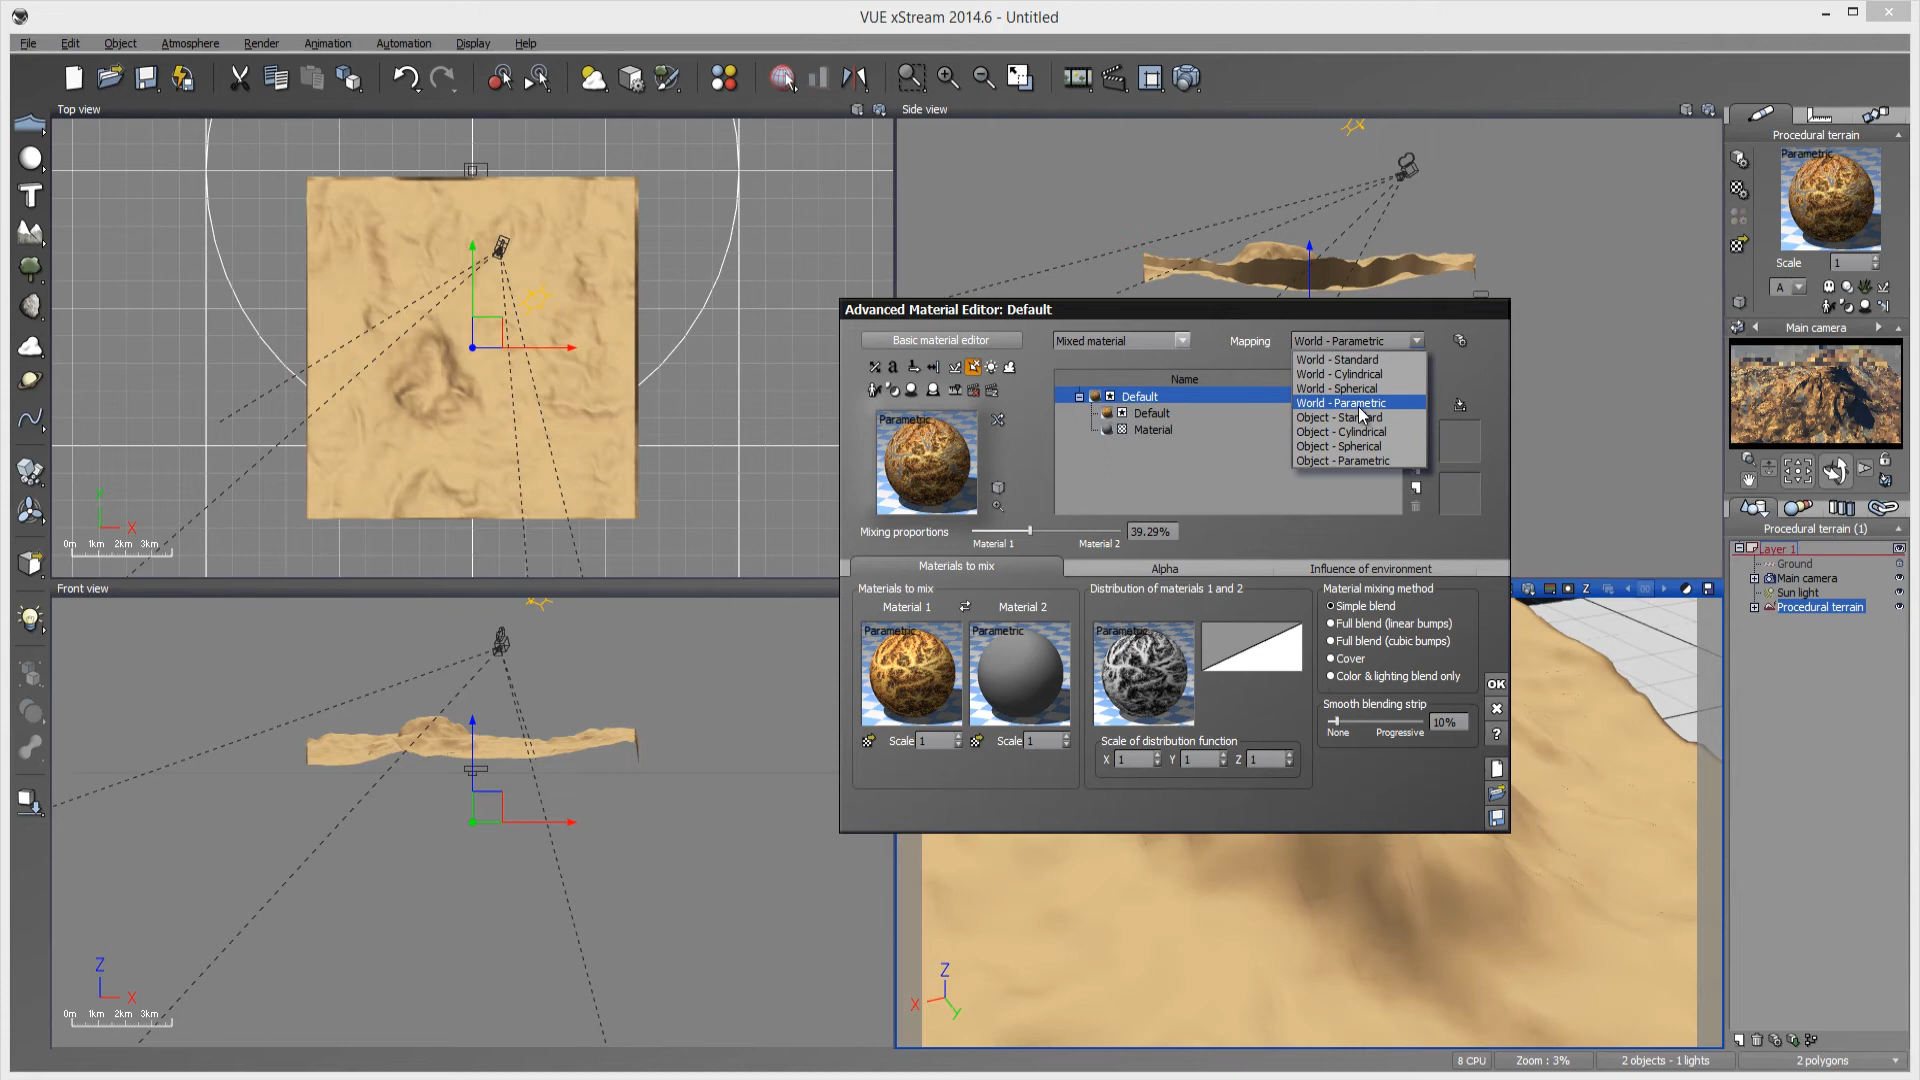 VUE xStream 2014.6 - Untitled
File Edit Object Atmosphere Render Animation Automation Display Help
Top view
Side view
Procedural terrain
Parametric
Scale 1
A
Main camera
X
Y
0m 1km 2km 3km
Advanced Material Editor: Default
Basic material editor
Mixed material
Mapping
World - Parametric
World - Standard
World - Cylindrical
World - Spherical
World - Parametric
Object - Standard
Object - Cylindrical
Object - Spherical
Object - Parametric
Name
Default
Default
Material
Parametric
Mixing proportions
Material 1
Material 2
39.29%
Materials to mix
Alpha
Influence of environment
Materials to mix
Material 1
Material 2
Parametric
Parametric
Scale 1
Scale 1
Distribution of materials 1 and 2
Parametric
Scale of distribution function
X 1 Y 1 Z 1
Material mixing method
Simple blend
Full blend (linear bumps)
Full blend (cubic bumps)
Cover
Color & lighting blend only
Smooth blending strip
None
Progressive
10%
OK
?
Procedural terrain (1)
Layer 1
Ground
Main camera
Sun light
Procedural terrain
Front view
Z
X
0m 1km 2km 3km
Z
X
Y
8 CPU
Zoom : 3%
2 objects - 1 lights
2 polygons